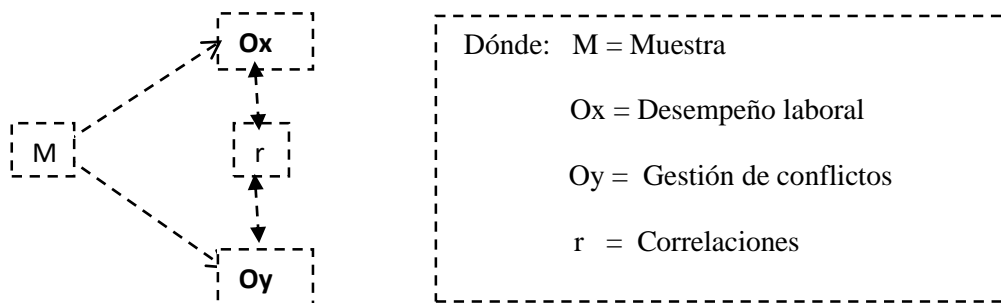 Ox
M
r
Oy
Dónde: M = Muestra
Ox = Desempeño laboral
Oy = Gestión de conflictos
r = Correlaciones